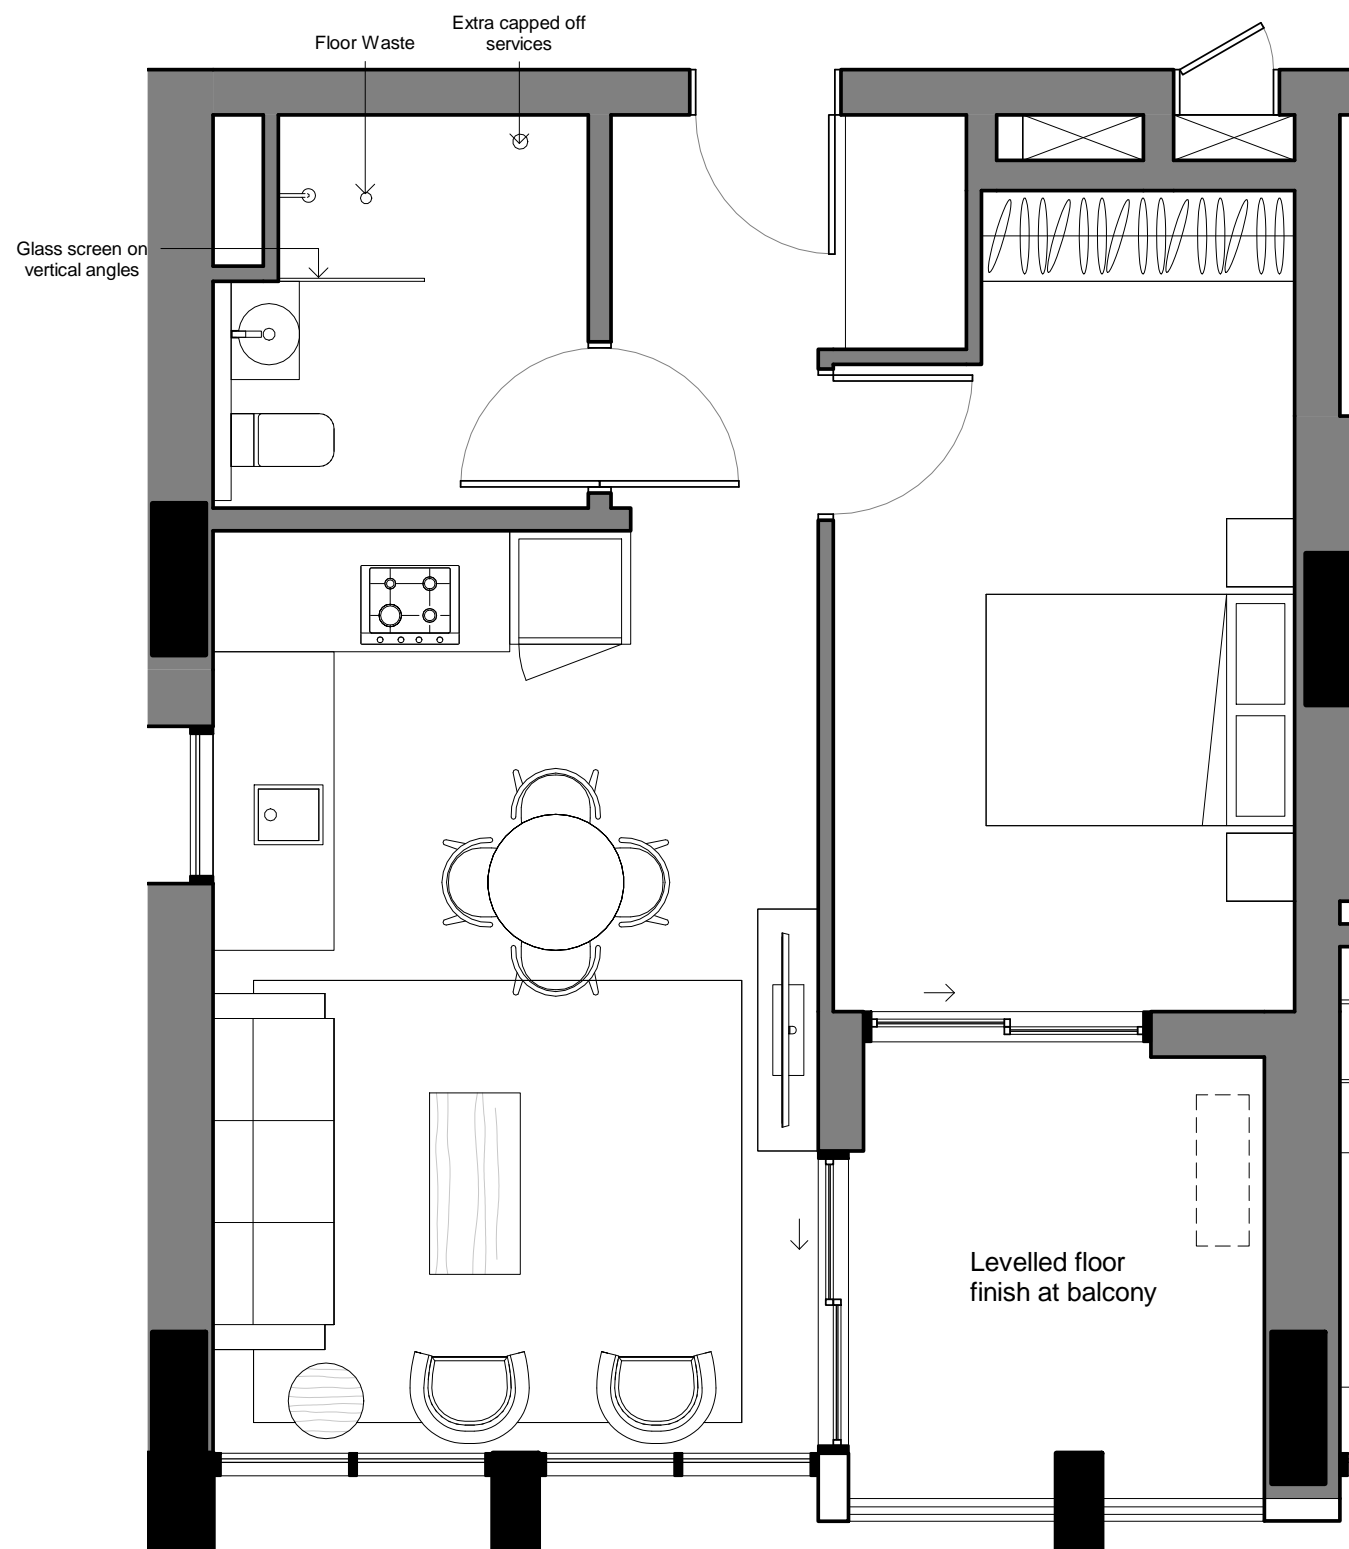 Extra capped off
services
Floor Waste
Glass screen on
vertical angles
Levelled floor
finish at balcony